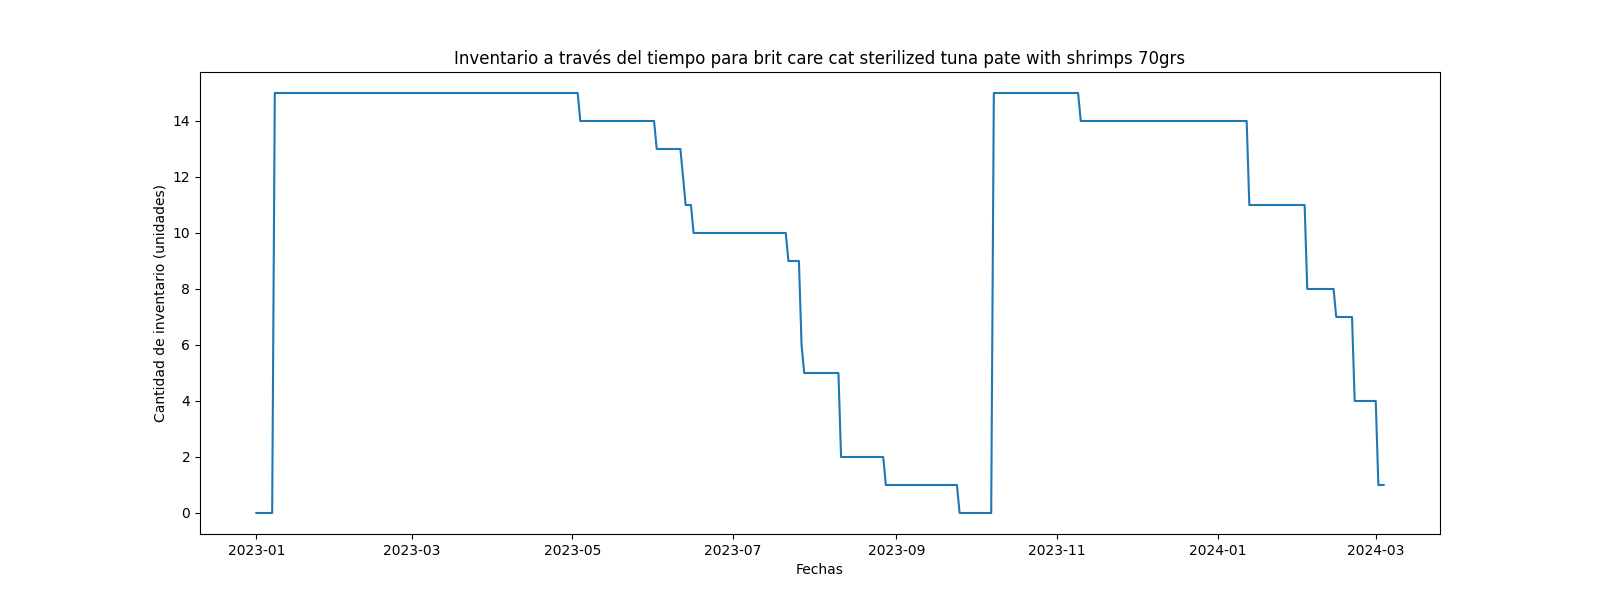 Inventario a través del tiempo para brit care cat sterilized tuna pate with shrimps 70grs
Cantidad de inventario (unidades)
14
12
10
8
6
4
2
0
2023-01 2023-03 2023-05 2023-07 2023-09 2023-11 2024-01 2024-03
Fechas